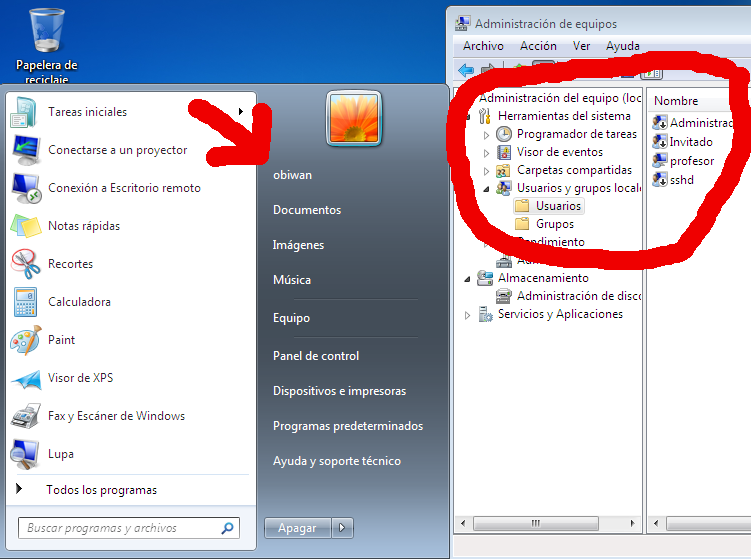 Papelera de
reciclaje
Tareas iniciales
Conectarse a un proyector
Conexión a Escritorio remoto
Notas rápidas
Recortes
Calculadora
Paint
Visor de XPS
Fax y Escáner de Windows
Lupa
Todos los programas
Buscar programas y archivos
obiwan
Documentos
Imágenes
Música
Equipo
Panel de control
Dispositivos e impresoras
Programas predeterminados
Ayuda y soporte técnico
Apagar
Administración de equipos
Archivo Acción Ver Ayuda
Administración del equipo (loc
Herramientas del sistema
Programador de tareas
Visor de eventos
Carpetas compartidas
Usuarios y grupos locale
Usuarios
Grupos
Rendimiento
Almacenamiento
Administración de disco
Servicios y Aplicaciones
Nombre
Administrad
Invitado
profesor
sshd